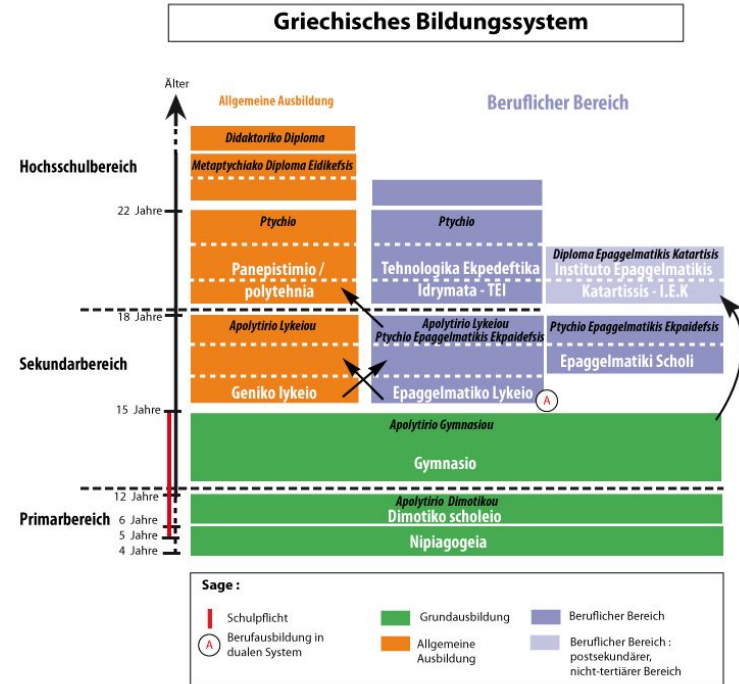 Griechisches Bildungssystem
Älter
Allgemeine Ausbildung
Beruflicher Bereich
Didaktoriko Diploma
Hochsschulbereich
Metaptychiako Diploma Eidikefsis
22 Jahre
Ptychio
Ptychio
Panepistimio /
polytehnia
Tehnologika Ekpedeftika
Idrymata - TEI
Diploma Epaggelmatikis Katartisis
Instituto Epaggelmatikis
Katartissis - I.E.K
18 Jahre
Apolytirio Lykeiou
Apolytirio Lykeiou
Ptychio Epaggelmatikis Ekpaidefsis
Ptychio Epaggelmatikis Ekpaidefsis
Sekundarbereich
Geniko lykeio
Epaggelmatiko Lykeio
A
Epaggelmatiki Scholi
15 Jahre
Apolytirio Gymnasiou
Gymnasio
12 Jahre
Apolytirio Dimotikou
Primarbereich
6 Jahre
Dimotiko scholeio
5 Jahre
4 Jahre
Nipiagogeia
Sage :
Schulpflicht
Grundausbildung
Beruflicher Bereich
A
Berufausbildung in
dualen System
Allgemeine
Ausbildung
Beruflicher Bereich :
postsekundärer,
nicht-tertiärer Bereich